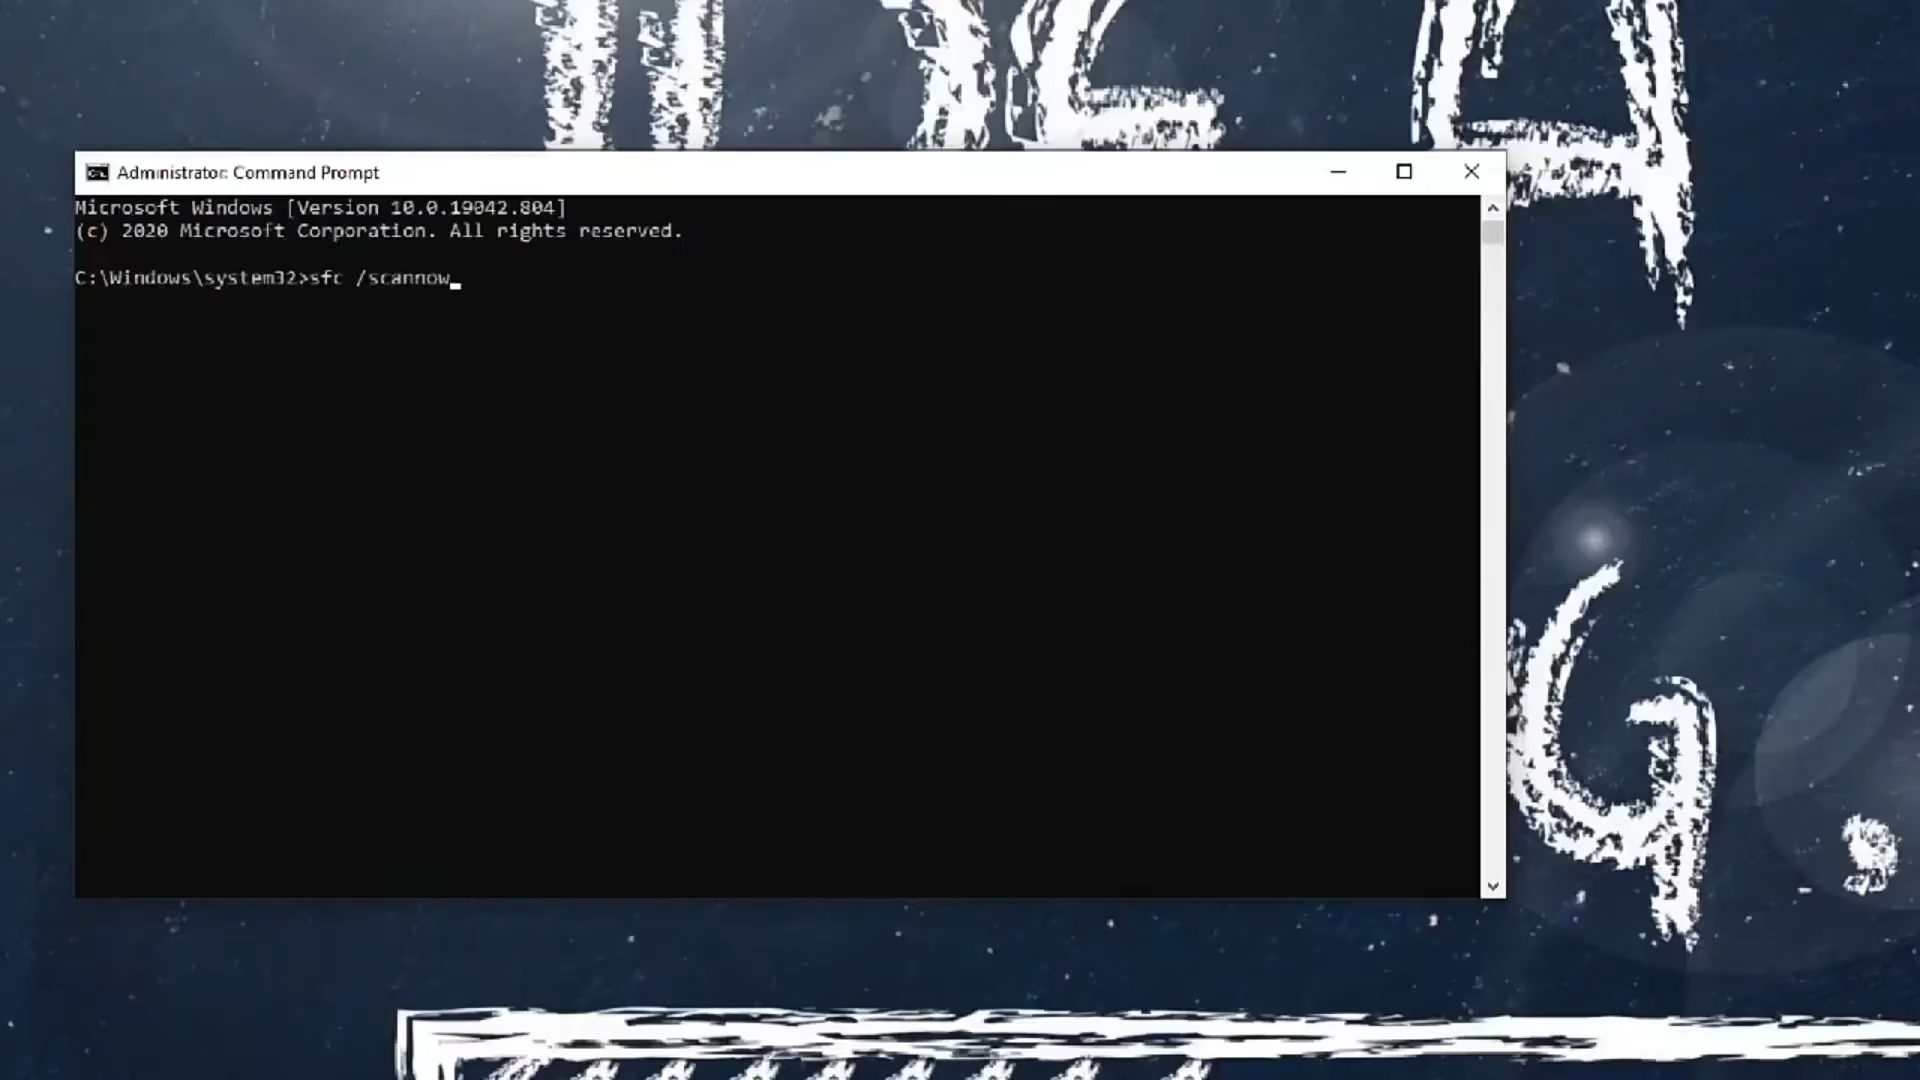 Administrator: Command Prompt
Microsoft Windows [Version 10.0.19042.804]
(c) 2020 Microsoft Corporation. All rights reserved.
C:\Windows\system32>sfc /scannow